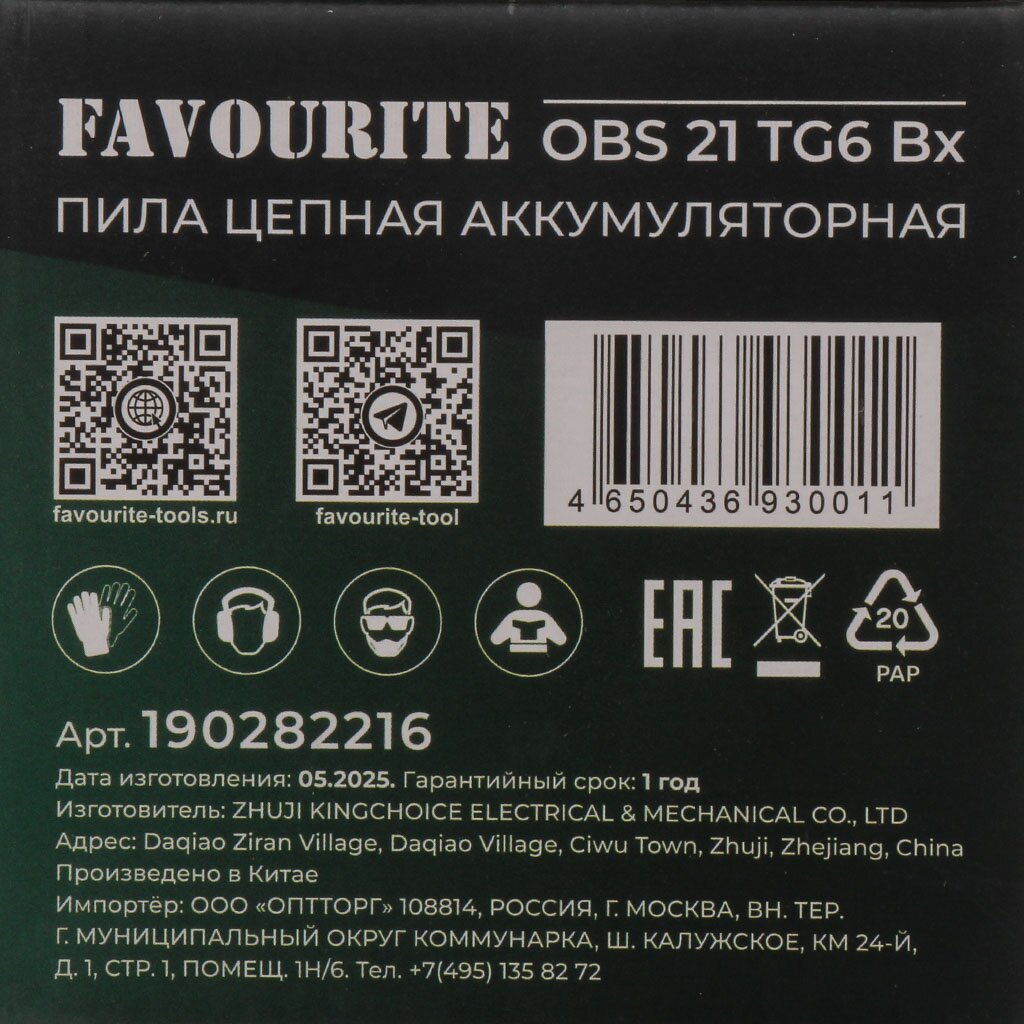 FAVOURITE OBS 21 TG6 Bx
ПИЛА ЦЕПНАЯ АККУМУЛЯТОРНАЯ
favourite-tools.ru
favourite-tool
4 650436 930011
EAC
20
PAP
Арт. 190282216
Дата изготовления: 05.2025. Гарантийный срок: 1 год
Изготовитель: ZHUJI KINGCHOICE ELECTRICAL & MECHANICAL CO., LTD
Адрес: Daqiao Ziran Village, Daqiao Village, Ciwu Town, Zhuji, Zhejiang, China
Произведено в Китае
Импортёр: ООО «ОПТТОРГ» 108814, РОССИЯ, Г. МОСКВА, ВН. ТЕР.
Г. МУНИЦИПАЛЬНЫЙ ОКРУГ КОММУНАРКА, Ш. КАЛУЖСКОЕ, КМ 24-Й,
Д. 1, СТР. 1, ПОМЕЩ. 1Н/6. Тел. +7(495) 135 82 72